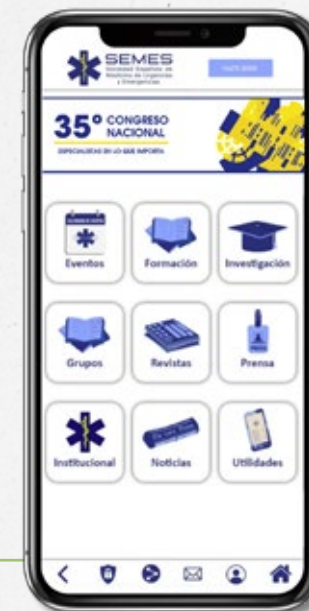 SEMES
Sociedad Española de
Medicina de Urgencias
y Emergencias
35º CONGRESO
NACIONAL
ESPECIALISTAS EN LO QUE IMPORTA
Eventos
Formación
Investigación
Grupos
Revistas
Prensa
Institucional
Noticias
Utilidades